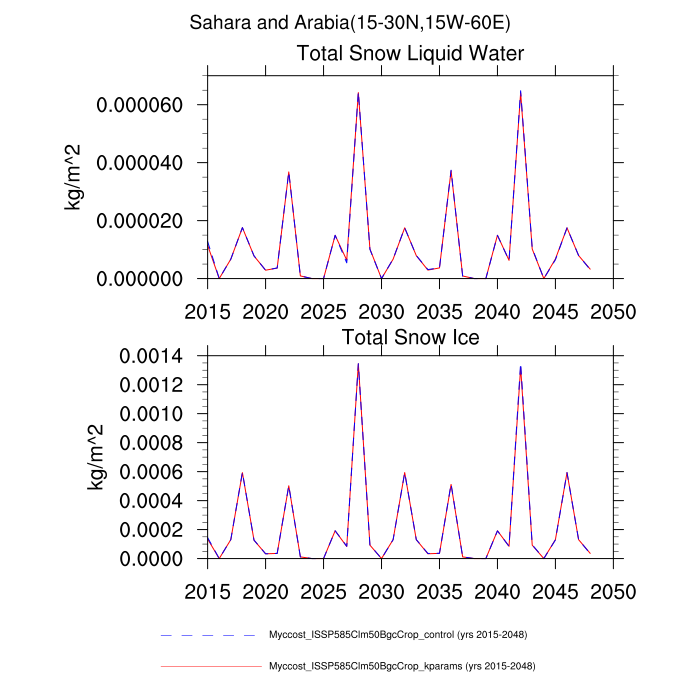 Sahara and Arabia(15-30N,15W-60E)
Total Snow Liquid Water
kg/m^2
0.000060
0.000040
0.000020
0.000000
2015 2020 2025 2030 2035 2040 2045 2050
Total Snow Ice
kg/m^2
0.0014
0.0012
0.0010
0.0008
0.0006
0.0004
0.0002
0.0000
2015 2020 2025 2030 2035 2040 2045 2050
Myccost_ISSP585Clm50BgcCrop_control (yrs 2015-2048)
Myccost_ISSP585Clm50BgcCrop_kparams (yrs 2015-2048)